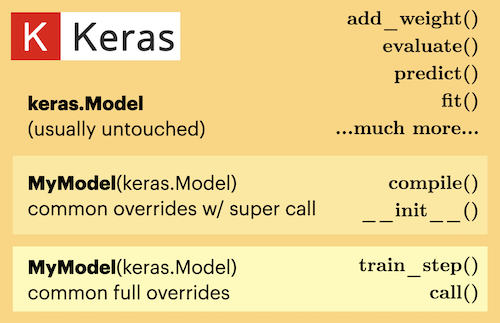 K Keras
add_weight()
evaluate()
predict()
keras.Model fit()
(usually untouched) ...much more...
MyModel(keras.Model) compile()
common overrides w/ super call __init__()
MyModel(keras.Model) train_step()
common full overrides call()